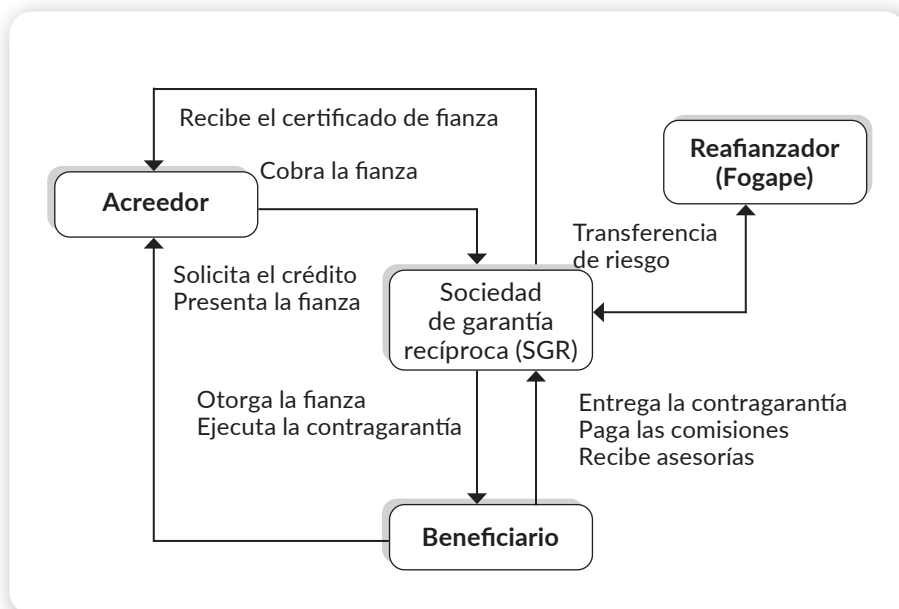 Recibe el certificado de fianza
Reafianzador
(Fogape)
Cobra la fianza
Acreedor
Transferencia
de riesgo
Solicita el crédito
Presenta la fianza
Sociedad
de garantía
recíproca (SGR)
Otorga la fianza
Ejecuta la contragarantía
Entrega la contragarantía
Paga las comisiones
Recibe asesorías
Beneficiario